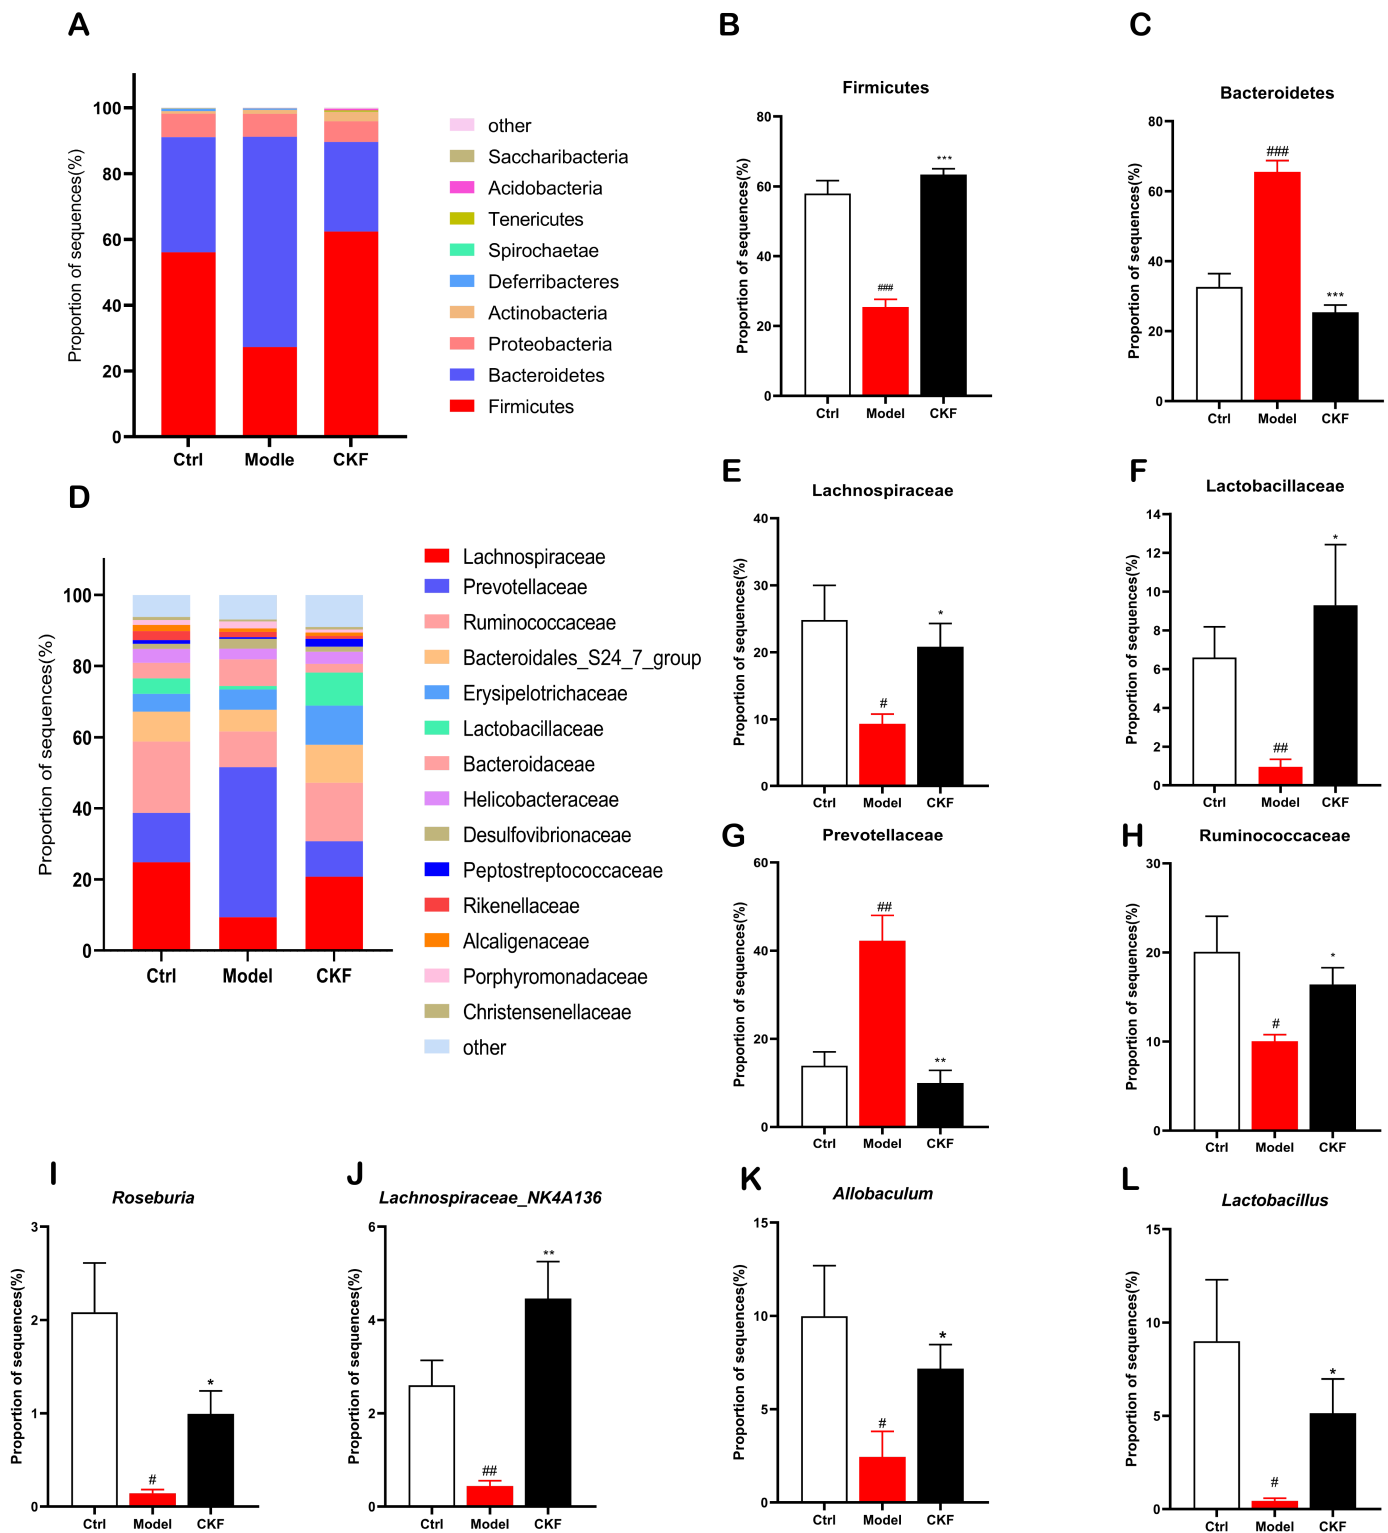 A
Proportion of sequences(%)
100
80
60
40
20
0
Ctrl
Modle
CKF
other
Saccharibacteria
Acidobacteria
Tenericutes
Spirochaetae
Deferribacteres
Actinobacteria
Proteobacteria
Bacteroidetes
Firmicutes
B
Firmicutes
Proportion of sequences(%)
80
60
40
20
0
###
***
Ctrl
Model
CKF
C
Bacteroidetes
Proportion of sequences(%)
80
60
40
20
0
###
***
Ctrl
Model
CKF
D
Proportion of sequences(%)
100
80
60
40
20
0
Ctrl
Model
CKF
Lachnospiraceae
Prevotellaceae
Ruminococcaceae
Bacteroidales_S24_7_group
Erysipelotrichaceae
Lactobacillaceae
Bacteroidaceae
Helicobacteraceae
Desulfovibrionaceae
Peptostreptococcaceae
Rikenellaceae
Alcaligenaceae
Porphyromonadaceae
Christensenellaceae
other
E
Lachnospiraceae
Proportion of sequences(%)
40
30
20
10
0
#
*
Ctrl
Model
CKF
F
Lactobacillaceae
Proportion of sequences(%)
14
12
10
8
6
4
2
0
##
*
Ctrl
Model
CKF
G
Prevotellaceae
Proportion of sequences(%)
60
40
20
0
##
**
Ctrl
Model
CKF
H
Ruminococcaceae
Proportion of sequences(%)
30
20
10
0
#
*
Ctrl
Model
CKF
I
Roseburia
Proportion of sequences(%)
3
2
1
0
#
*
Ctrl
Model
CKF
J
Lachnospiraceae_NK4A136
Proportion of sequences(%)
6
4
2
0
##
**
Ctrl
Model
CKF
K
Allobaculum
Proportion of sequences(%)
15
10
5
0
#
*
Ctrl
Model
CKF
L
Lactobacillus
Proportion of sequences(%)
15
10
5
0
#
*
Ctrl
Model
CKF